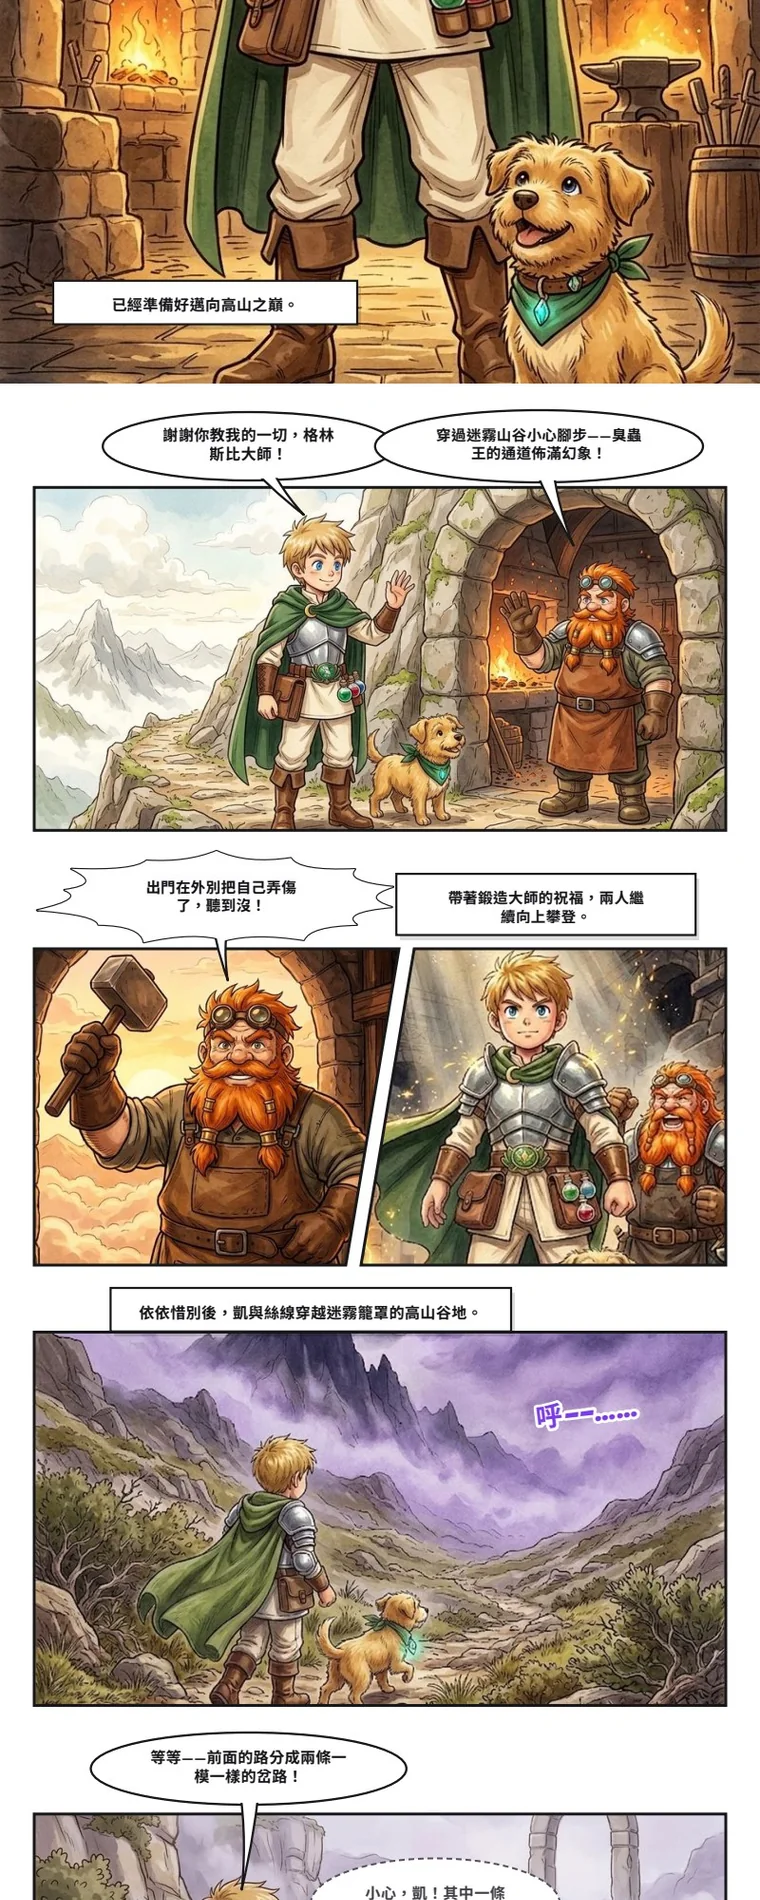 已經準備好邁向高山之巔。
謝謝你教我的一切，格林
斯比大師！
穿過迷霧山谷小心腳步——臭蟲
王的通道佈滿幻象！
出門在外別把自己弄傷
了，聽到沒！
帶著鍛造大師的祝福，兩人繼
續向上攀登。
依依惜別後，凱與絲線穿越迷霧籠罩的高山谷地。
呼——……
等等——前面的路分成兩條一
模一樣的岔路！
小心，凱！其中一條